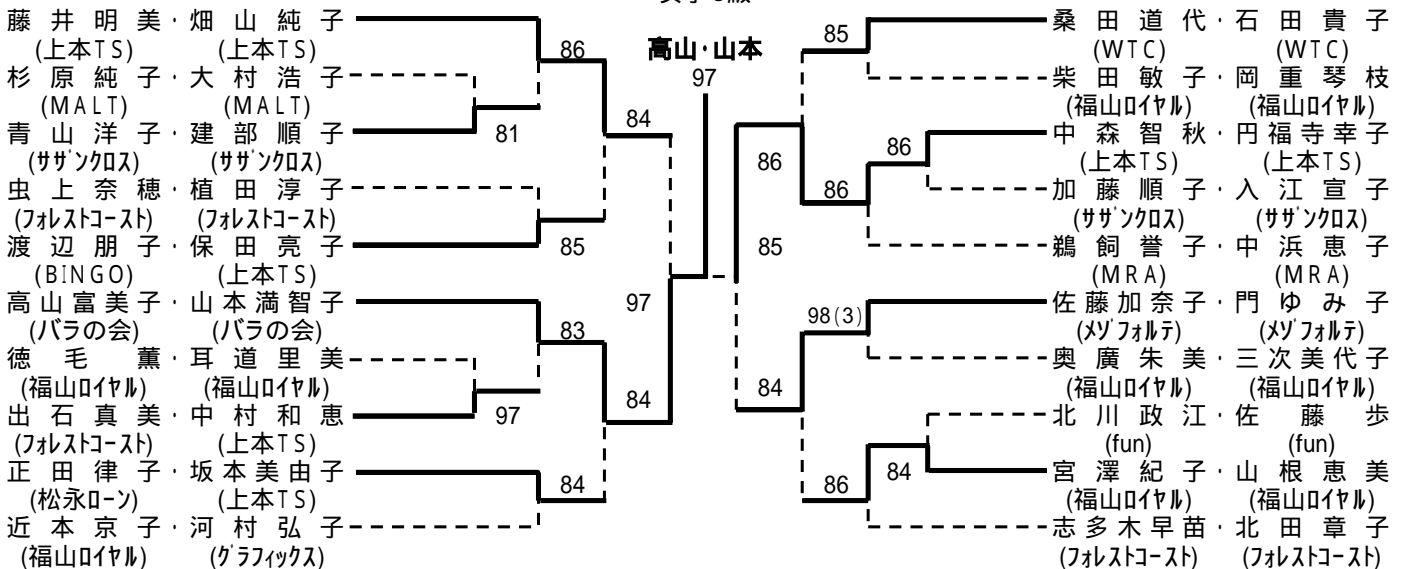 藤井明美・畑山純子
(上本TS) (上本TS)
杉原純子・大村浩子
(MALT) (MALT)
青山洋子・建部順子
(サザンクロス) (サザンクロス)
虫上奈穂・植田淳子
(フォレストコースト) (フォレストコースト)
渡辺朋子・保田亮子
(BINGO) (上本TS)
高山富美子・山本満智子
(バラの会) (バラの会)
徳毛薫・耳道里美
(福山ロイヤル) (福山ロイヤル)
出石真美・中村和恵
(フォレストコースト) (上本TS)
正田律子・坂本美由子
(松永ローン) (上本TS)
近本京子・河村弘子
(福山ロイヤル) (グラフィックス)
86
81
84
85
83
97
84
84
高山・山本
97
97
85
86
86
86
85
98(3)
84
84
86
桑田道代・石田貴子
(WTC) (WTC)
柴田敏子・岡重琴枝
(福山ロイヤル) (福山ロイヤル)
中森智秋・円福寺幸子
(上本TS) (上本TS)
加藤順子・入江宣子
(サザンクロス) (サザンクロス)
鵜飼誉子・中浜恵子
(MRA) (MRA)
佐藤加奈子・門ゆみ子
(メゾフォルテ) (メゾフォルテ)
奥廣朱美・三次美代子
(福山ロイヤル) (福山ロイヤル)
北川政江・佐藤歩
(fun) (fun)
宮澤紀子・山根恵美
(福山ロイヤル) (福山ロイヤル)
志多木早苗・北田章子
(フォレストコースト) (フォレストコースト)